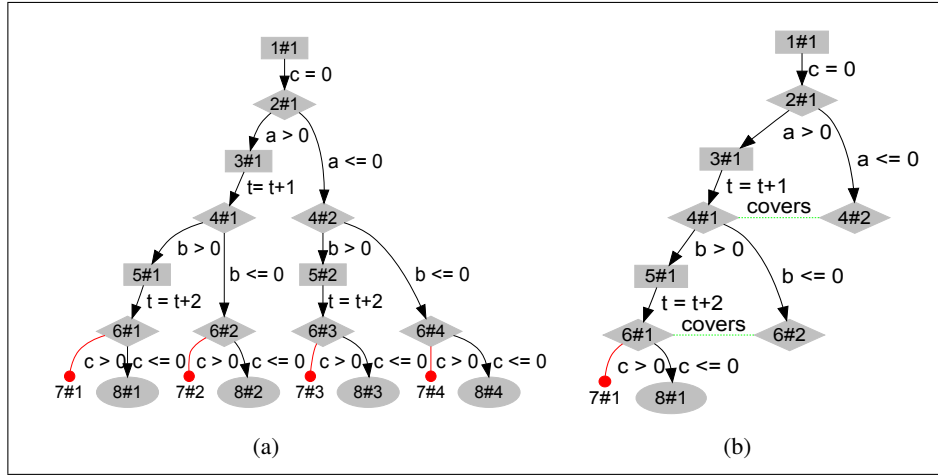 1#1
c = 0
2#1
a > 0
a <= 0
3#1
t= t+1
4#1
4#2
b > 0
b <= 0
b > 0
b <= 0
5#1
5#2
t = t+2
t = t+2
6#1
6#2
6#3
6#4
c > 0
c <= 0
c > 0
c <= 0
c > 0
c <= 0
c > 0
c <= 0
7#1
8#1
7#2
8#2
7#3
8#3
7#4
8#4
(a)
1#1
c = 0
2#1
a > 0
a <= 0
3#1
t = t+1
4#1
covers
4#2
b > 0
b <= 0
5#1
t = t+2
6#1
covers
6#2
c > 0
c <= 0
7#1
8#1
(b)